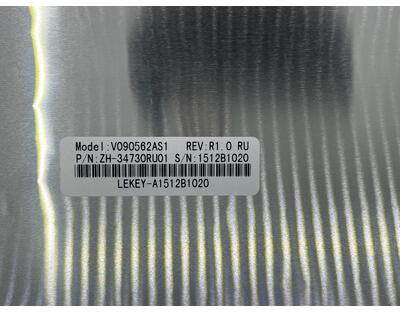 Model:V090562AS1 REV:R1.0 RU
P/N:ZH-34730RU01 S/N:1512B1020
LEKEY-A1512B1020